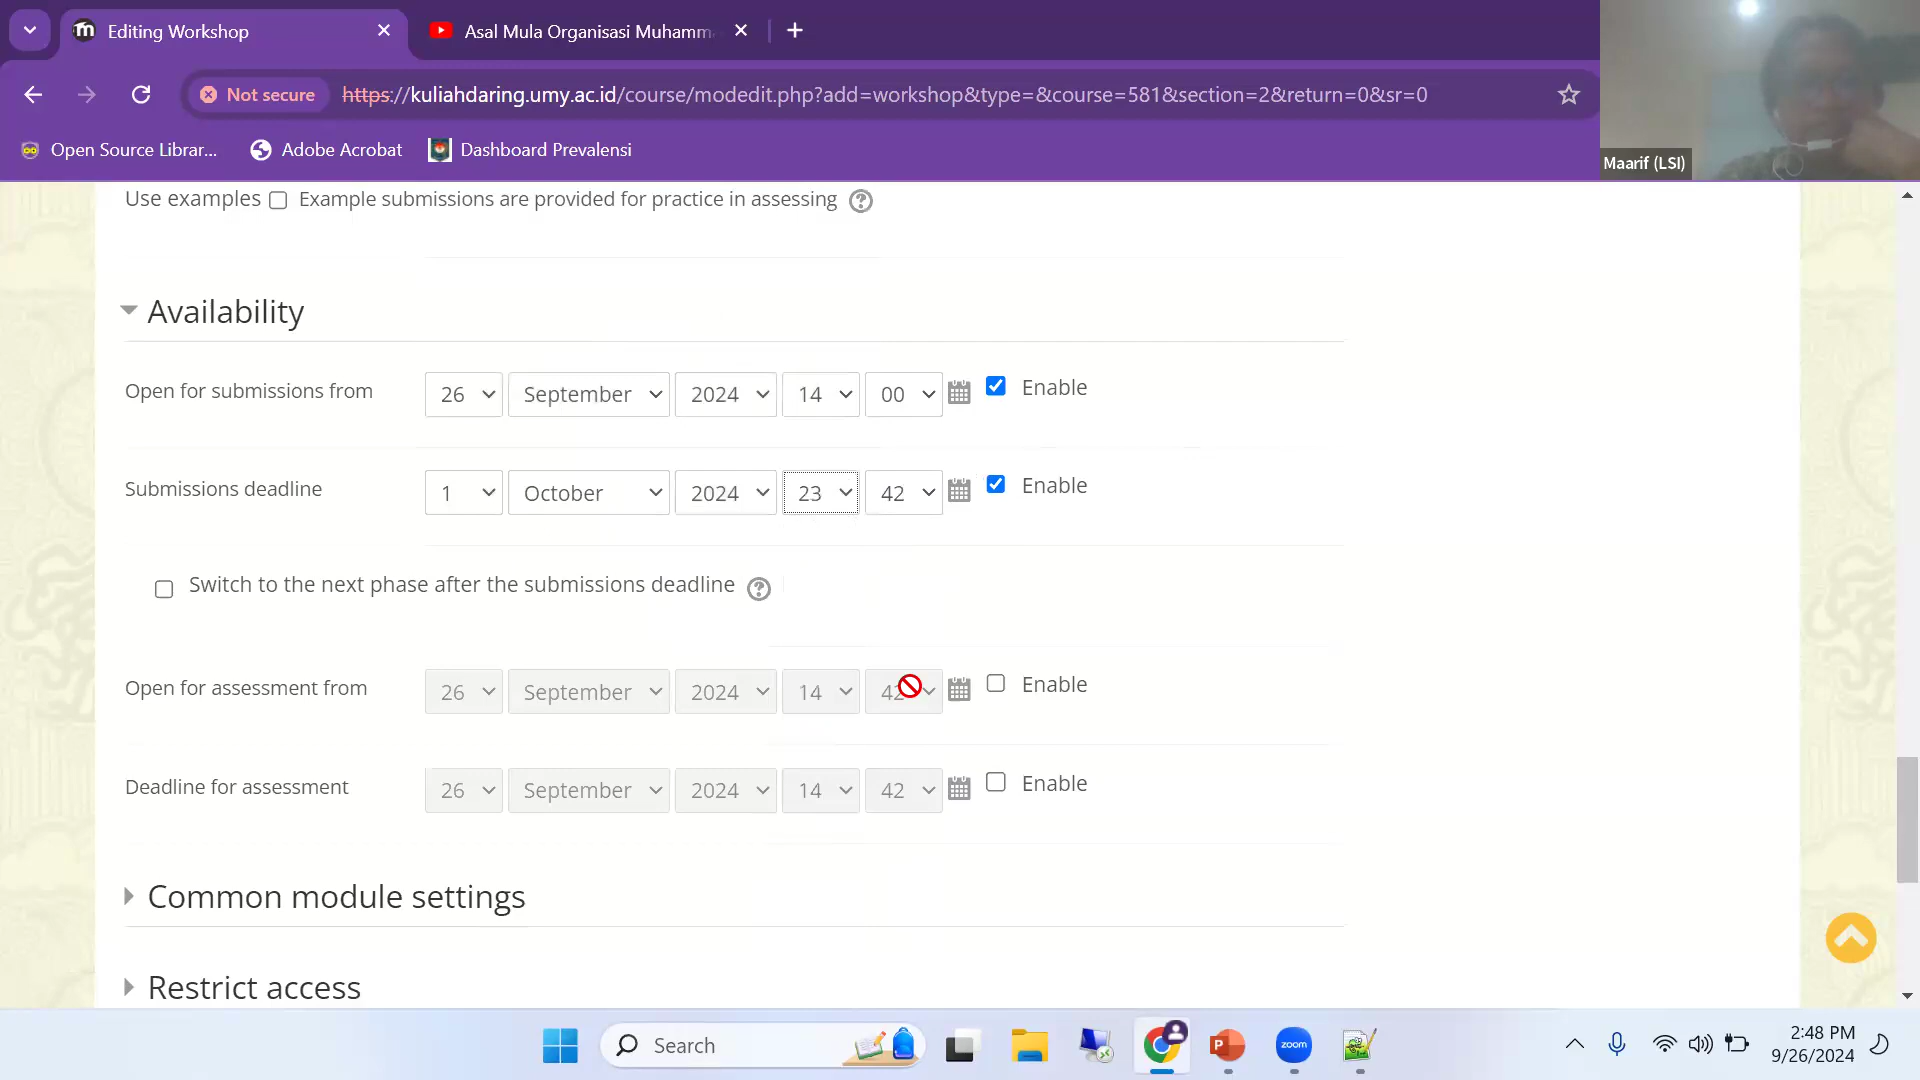 Editing Workshop
Asal Mula Organisasi Muhamm
Not secure https://kuliahdaring.umy.ac.id/course/modedit.php?add=workshop&type=&course=581&section=2&return=0&sr=0
Open Source Librar... Adobe Acrobat Dashboard Prevalensi
Maarif (LSI)
Use examples Example submissions are provided for practice in assessing ?
Availability
Open for submissions from 26 September 2024 14 00 Enable
Submissions deadline 1 October 2024 23 42 Enable
Switch to the next phase after the submissions deadline ?
Open for assessment from 26 September 2024 14 42 Enable
Deadline for assessment 26 September 2024 14 42 Enable
Common module settings
Restrict access
Search
zoom
2:48 PM
9/26/2024